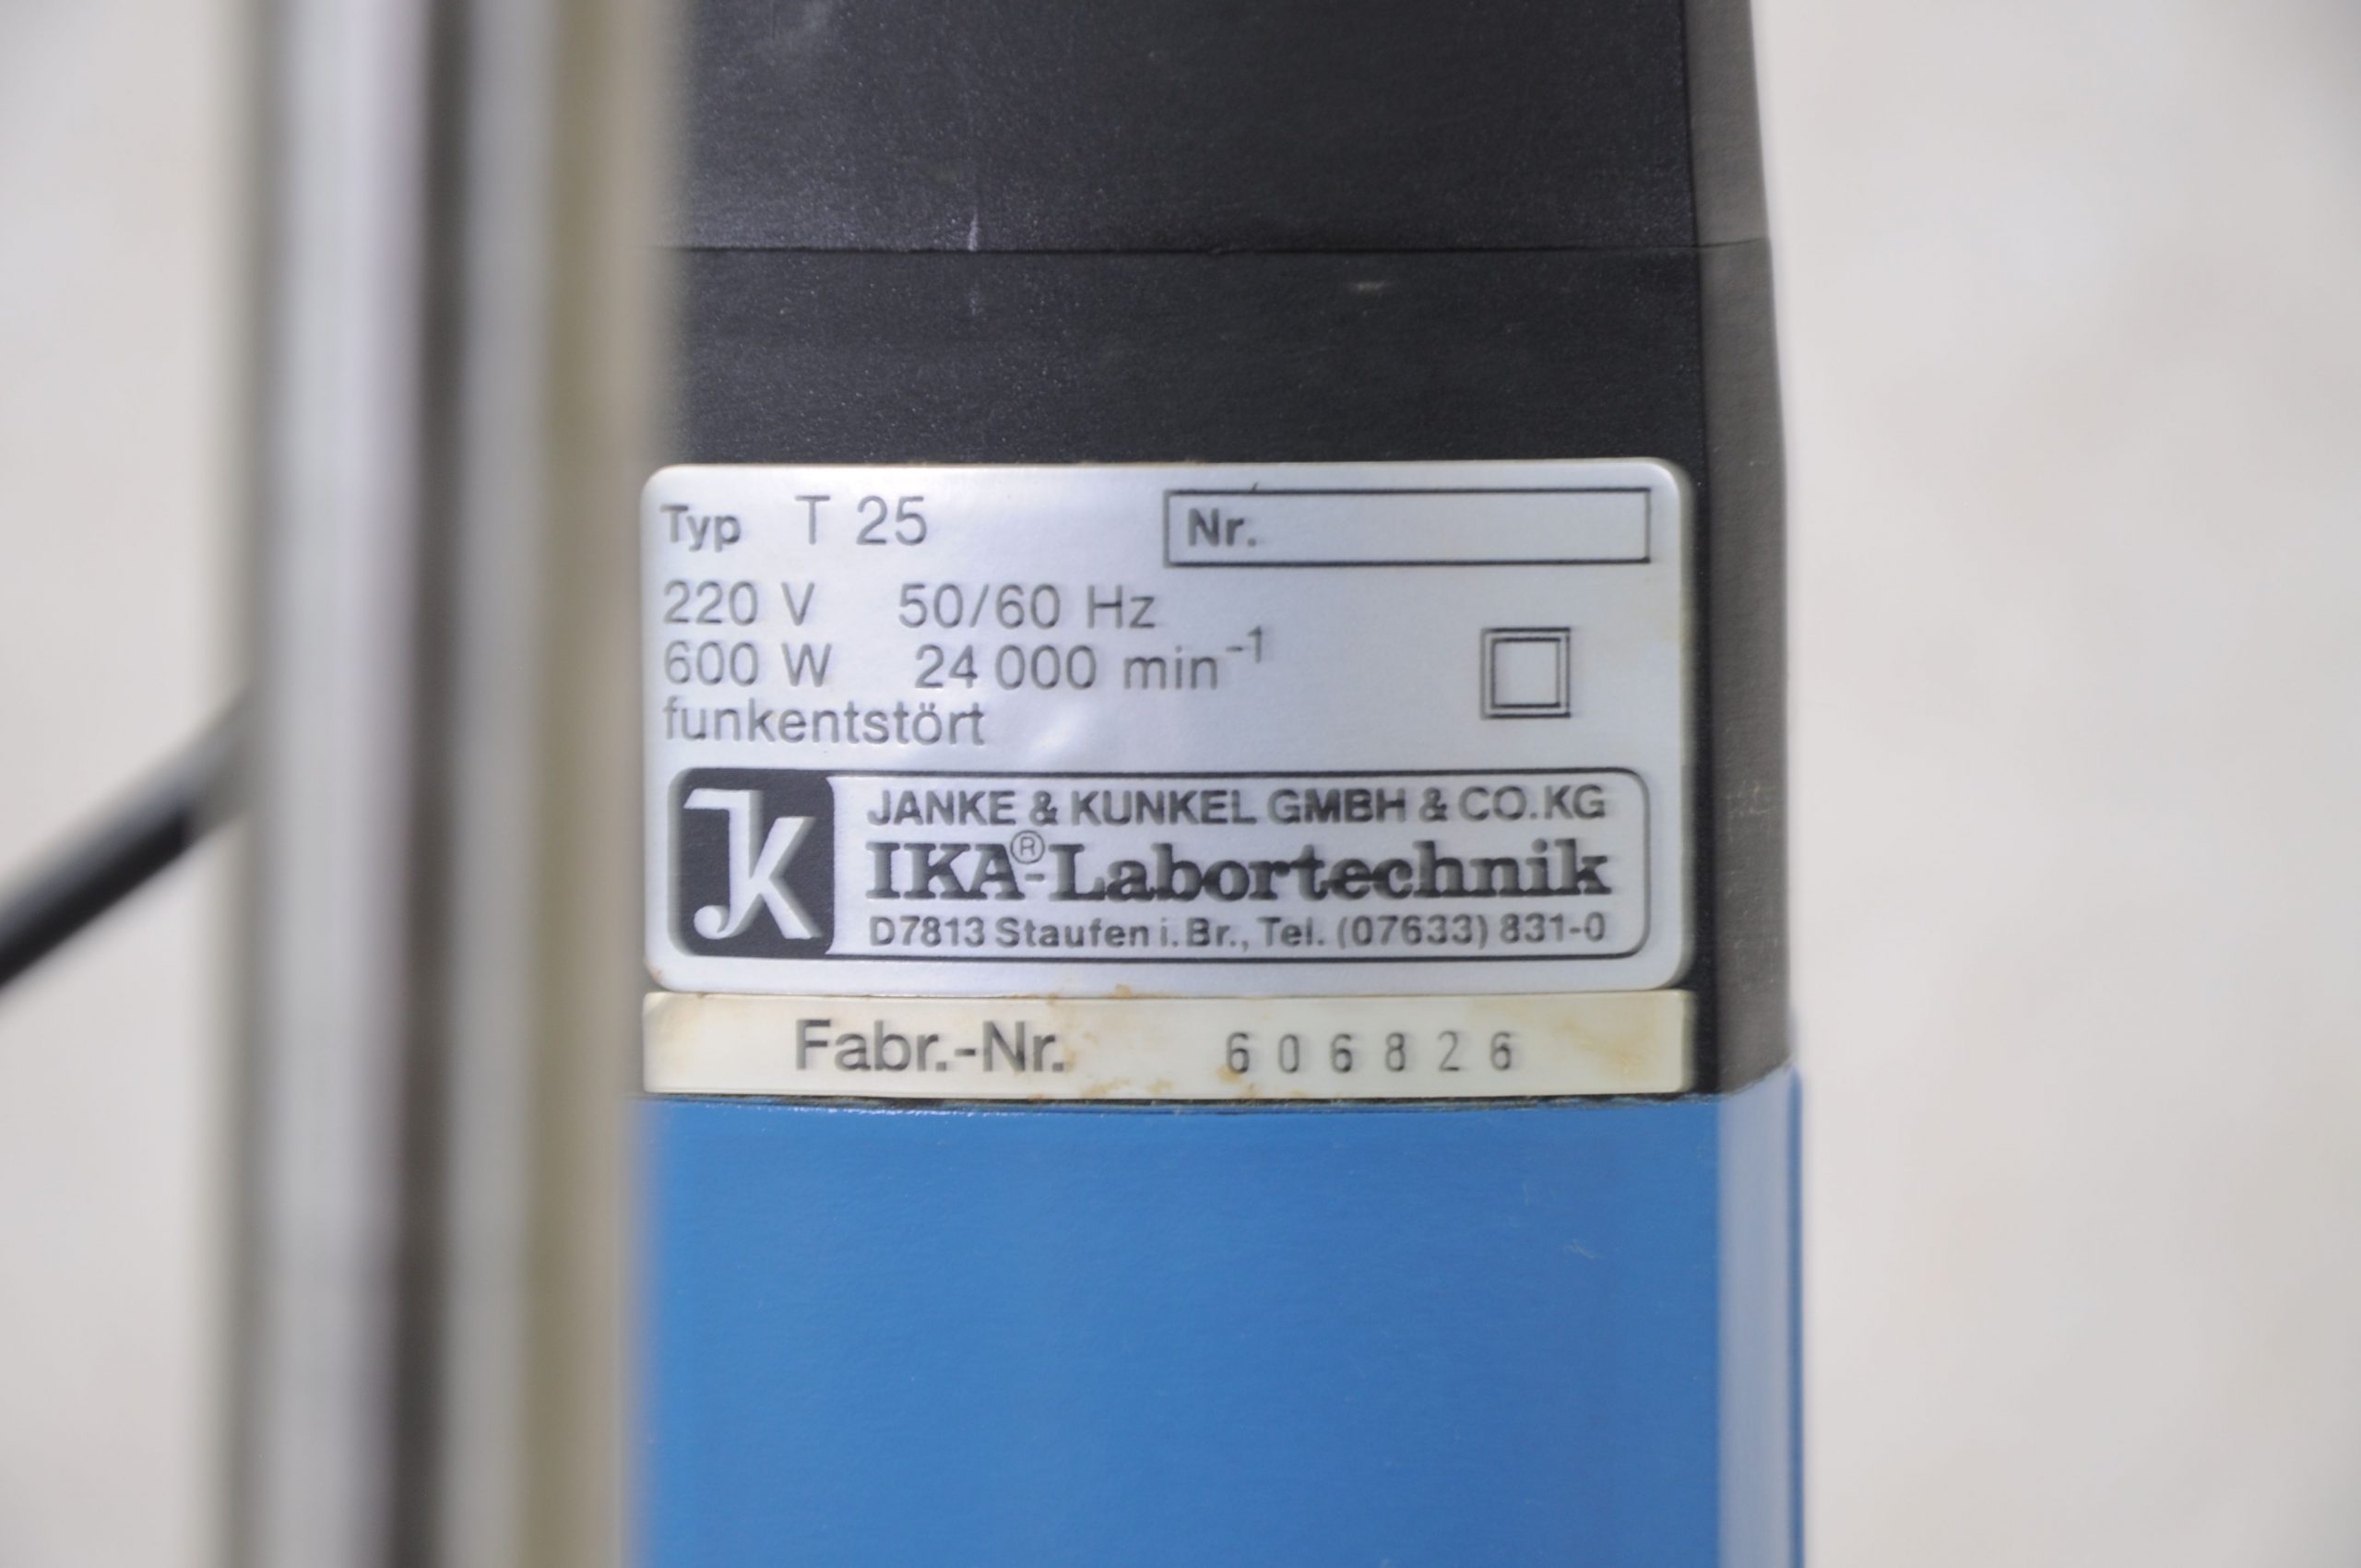 Typ T 25 Nr.
220 V 50/60 Hz
600 W 24 000 min⁻¹
funkentstört
JK
JANKE & KUNKEL GMBH & CO.KG
IKA®-Labortechnik
D7813 Staufen i. Br., Tel. (07633) 831-0
Fabr.-Nr. 606826